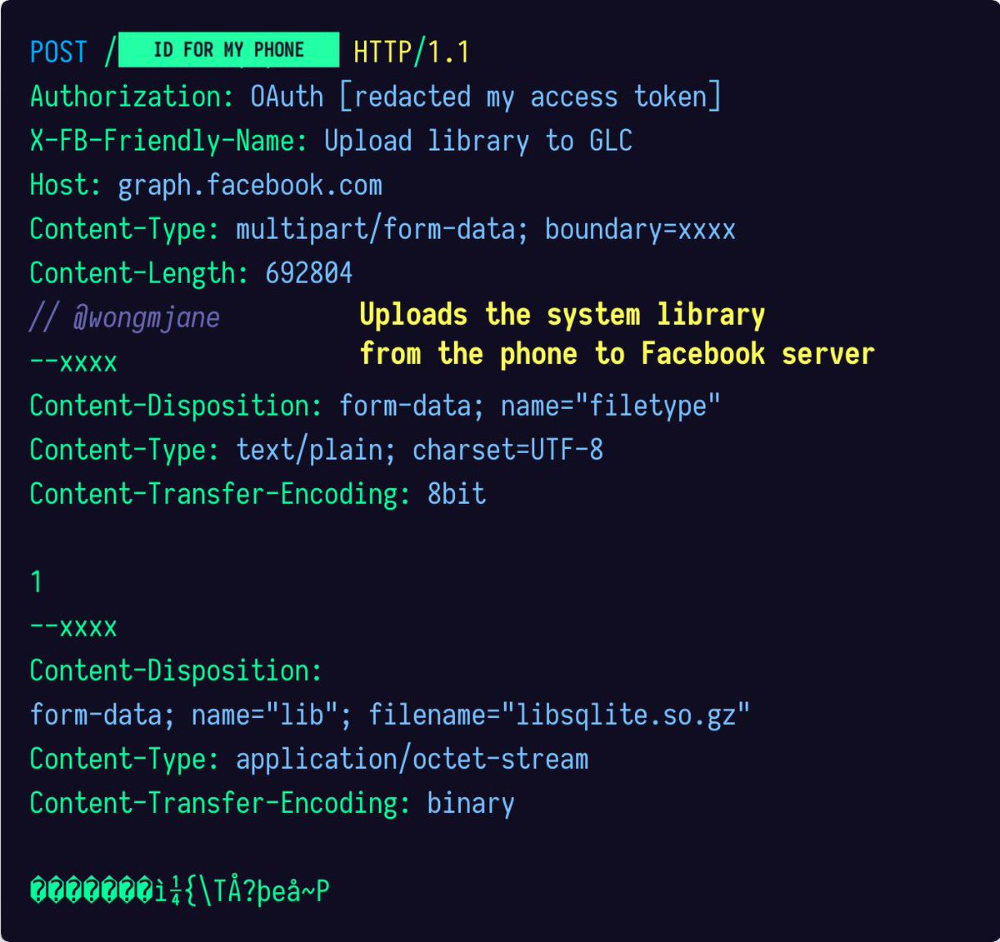 POST / ID FOR MY PHONE HTTP/1.1
Authorization: OAuth [redacted my access token]
X-FB-Friendly-Name: Upload library to GLC
Host: graph.facebook.com
Content-Type: multipart/form-data; boundary=xxxx
Content-Length: 692804
// @wongmjane
Uploads the system library
from the phone to Facebook server
--xxxx
Content-Disposition: form-data; name="filetype"
Content-Type: text/plain; charset=UTF-8
Content-Transfer-Encoding: 8bit
1
--xxxx
Content-Disposition:
form-data; name="lib"; filename="libsqlite.so.gz"
Content-Type: application/octet-stream
Content-Transfer-Encoding: binary
�������ì¼{\TÅ?þeå~P